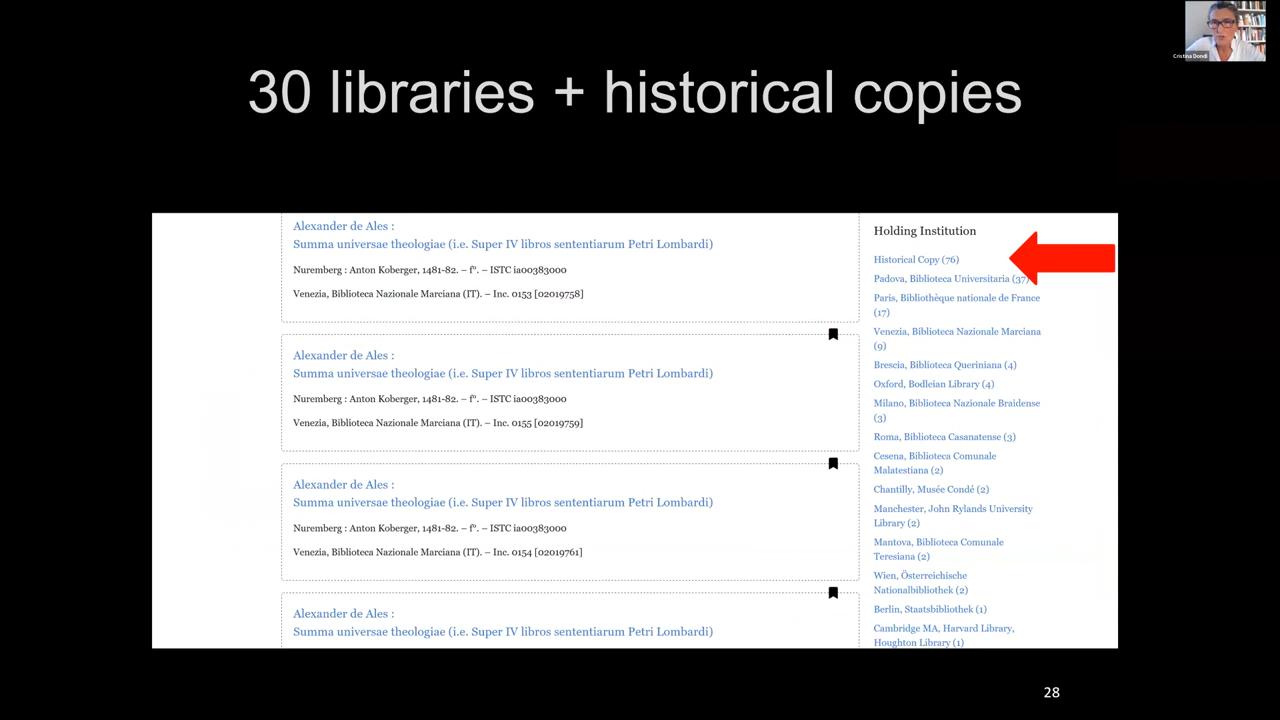 Cristina Dondi
30 libraries + historical copies
Alexander de Ales :
Summa universae theologiae (i.e. Super IV libros sententiarum Petri Lombardi)
Nuremberg : Anton Koberger, 1481-82. – f°. – ISTC ia00383000
Venezia, Biblioteca Nazionale Marciana (IT). – Inc. 0153 [02019758]
Alexander de Ales :
Summa universae theologiae (i.e. Super IV libros sententiarum Petri Lombardi)
Nuremberg : Anton Koberger, 1481-82. – f°. – ISTC ia00383000
Venezia, Biblioteca Nazionale Marciana (IT). – Inc. 0155 [02019759]
Alexander de Ales :
Summa universae theologiae (i.e. Super IV libros sententiarum Petri Lombardi)
Nuremberg : Anton Koberger, 1481-82. – f°. – ISTC ia00383000
Venezia, Biblioteca Nazionale Marciana (IT). – Inc. 0154 [02019761]
Alexander de Ales :
Summa universae theologiae (i.e. Super IV libros sententiarum Petri Lombardi)
Holding Institution
Historical Copy (76)
Padova, Biblioteca Universitaria (37)
Paris, Bibliothèque nationale de France
(17)
Venezia, Biblioteca Nazionale Marciana
(9)
Brescia, Biblioteca Queriniana (4)
Oxford, Bodleian Library (4)
Milano, Biblioteca Nazionale Braidense
(3)
Roma, Biblioteca Casanatense (3)
Cesena, Biblioteca Comunale
Malatestiana (2)
Chantilly, Musée Condé (2)
Manchester, John Rylands University
Library (2)
Mantova, Biblioteca Comunale
Teresiana (2)
Wien, Österreichische
Nationalbibliothek (2)
Berlin, Staatsbibliothek (1)
Cambridge MA, Harvard Library,
Houghton Library (1)
28